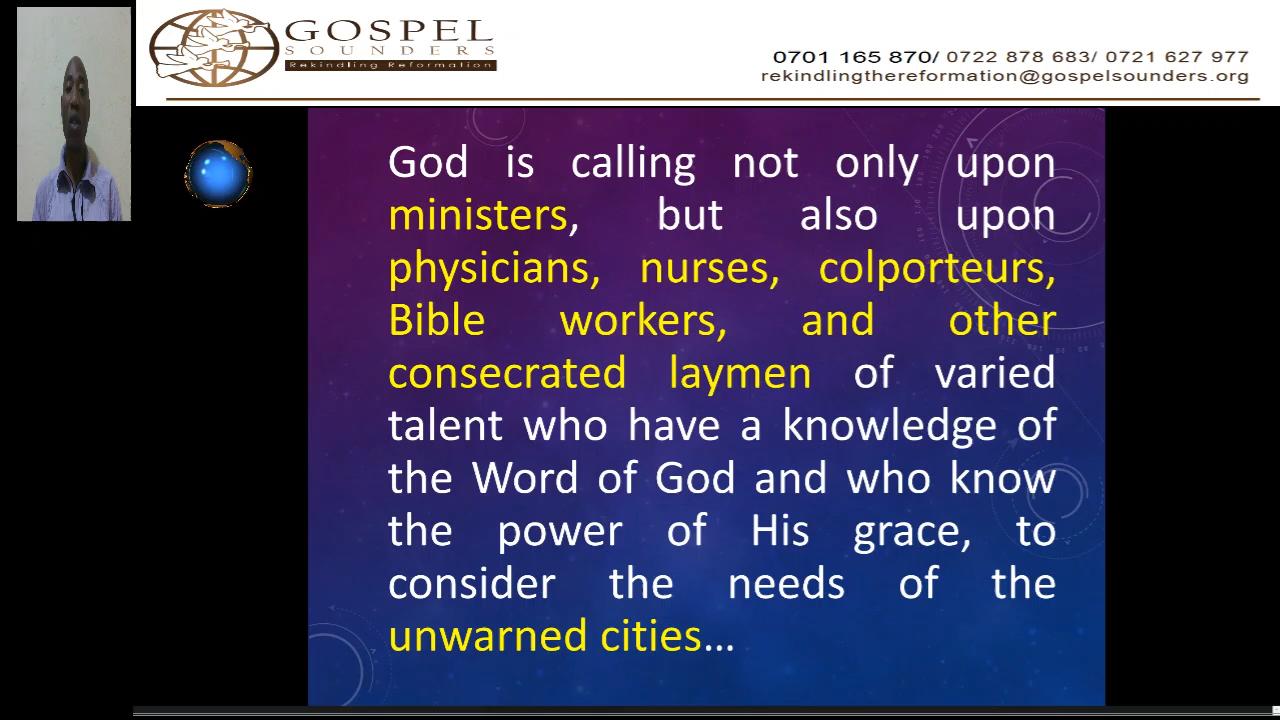 GOSPEL
SOUNDERS
Rekindling Reformation
0701 165 870/ 0722 878 683/ 0721 627 977
rekindlingthereformation@gospelsounders.org
God is calling not only upon
ministers, but also upon
physicians, nurses, colporteurs,
Bible workers, and other
consecrated laymen of varied
talent who have a knowledge of
the Word of God and who know
the power of His grace, to
consider the needs of the
unwarned cities...